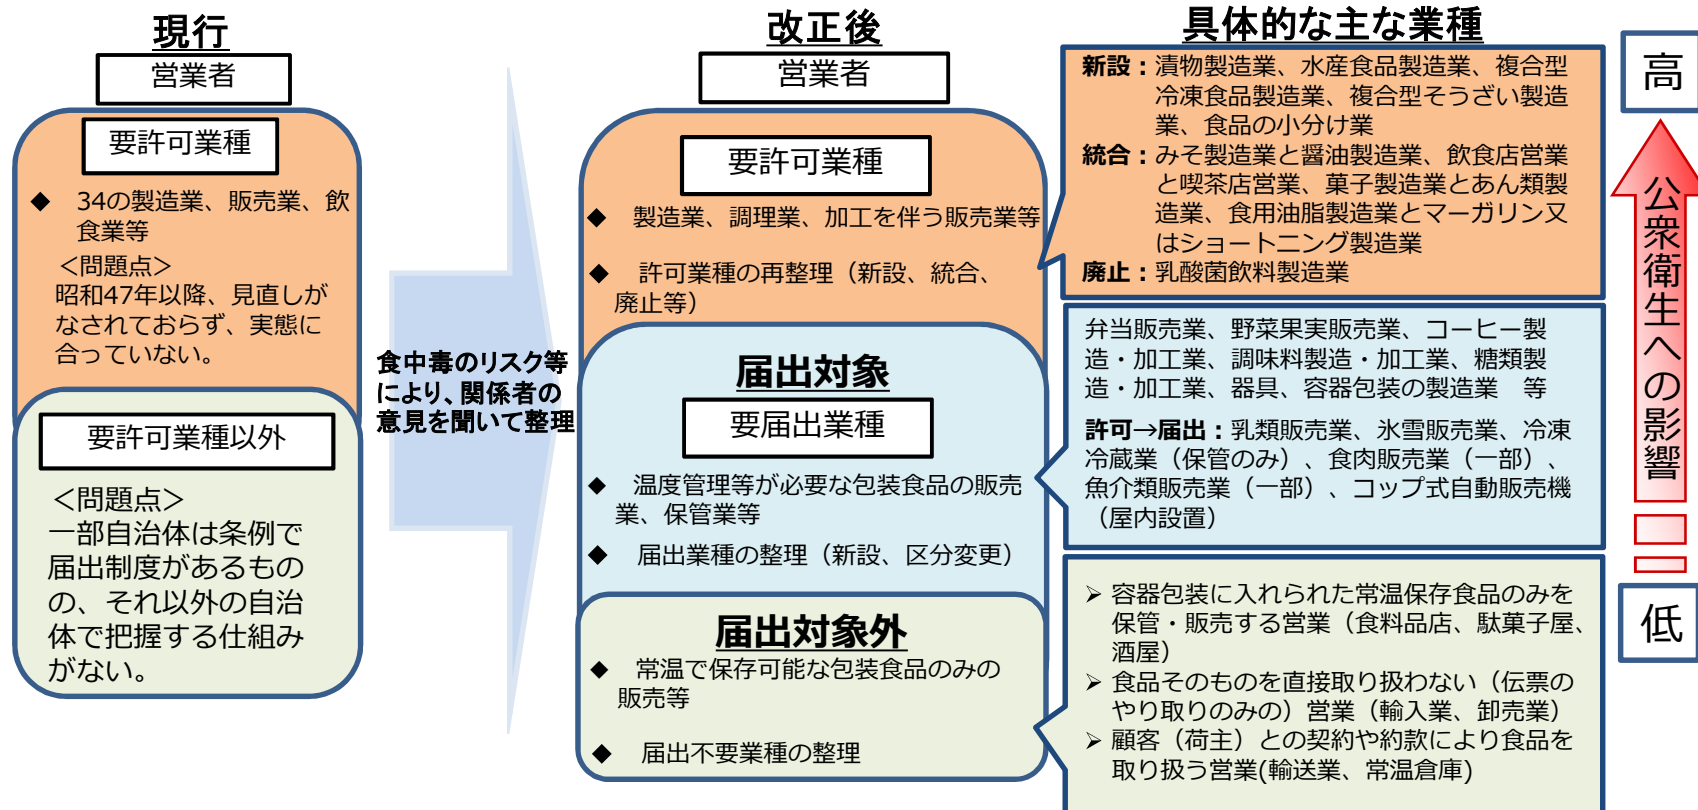 現行
営業者
要許可業種
◆ 34の製造業、販売業、飲
食業等
＜問題点＞
昭和47年以降、見直しが
なされておらず、実態に
合っていない。
要許可業種以外
＜問題点＞
一部自治体は条例で
届出制度があるもの
の、それ以外の自治
体で把握する仕組み
がない。
食中毒のリスク等
により、関係者の
意見を聞いて整理
改正後
営業者
要許可業種
◆ 製造業、調理業、加工を伴う販売業等
◆ 許可業種の再整理（新設、統合、
廃止等）
届出対象
要届出業種
◆ 温度管理等が必要な包装食品の販売
業、保管業等
◆ 届出業種の整理（新設、区分変更）
届出対象外
◆ 常温で保存可能な包装食品のみの
販売等
◆ 届出不要業種の整理
具体的な主な業種
新設：漬物製造業、水産食品製造業、複合型
冷凍食品製造業、複合型そうざい製造
業、食品の小分け業
統合：みそ製造業と醤油製造業、飲食店営業
と喫茶店営業、菓子製造業とあん類製
造業、食用油脂製造業とマーガリン又
はショートニング製造業
廃止：乳酸菌飲料製造業
弁当販売業、野菜果実販売業、コーヒー製
造・加工業、調味料製造・加工業、糖類製
造・加工業、器具、容器包装の製造業　等
許可→届出：乳類販売業、氷雪販売業、冷凍
冷蔵業（保管のみ）、食肉販売業（一部）、
魚介類販売業（一部）、コップ式自動販売機
（屋内設置）
➢ 容器包装に入れられた常温保存食品のみを
保管・販売する営業（食料品店、駄菓子屋、
酒屋）
➢ 食品そのものを直接取り扱わない（伝票の
やり取りのみの）営業（輸入業、卸売業）
➢ 顧客（荷主）との契約や約款により食品を
取り扱う営業(輸送業、常温倉庫)
高
公衆衛生への影響
低